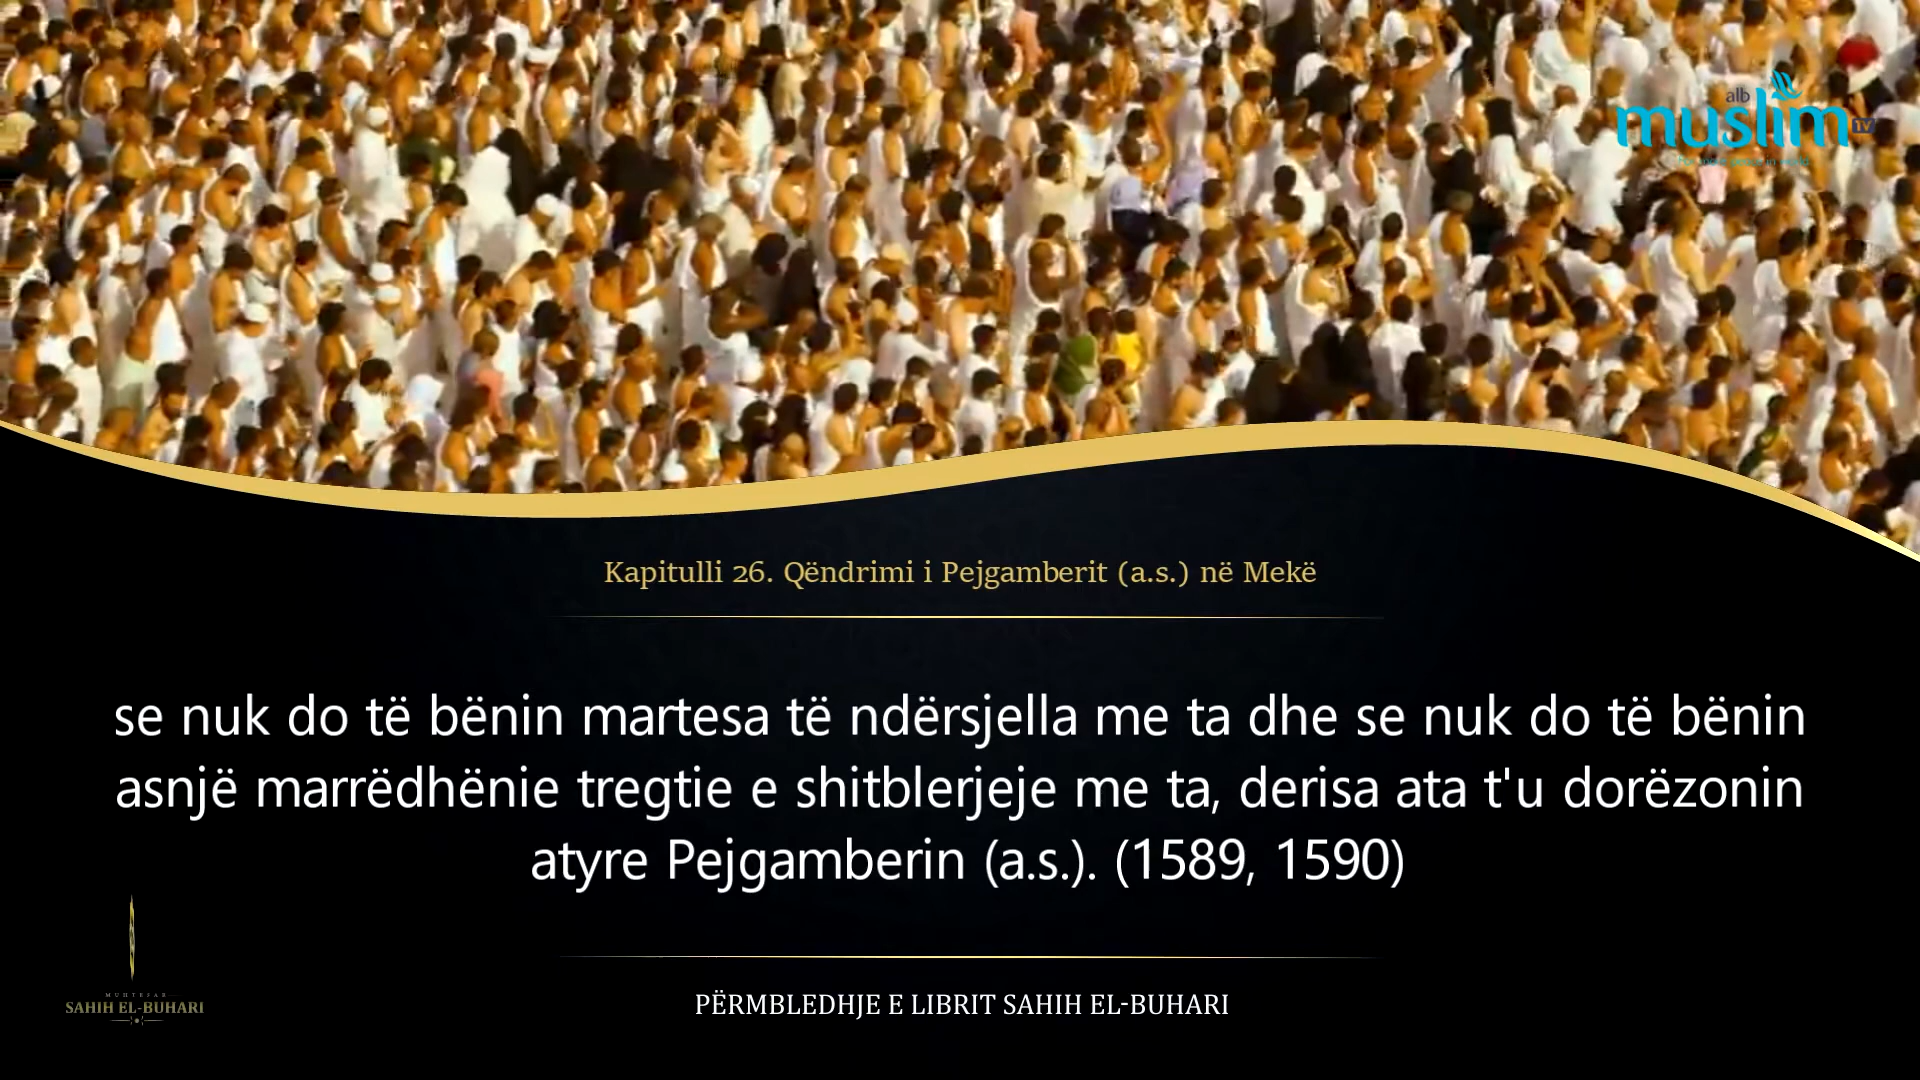 alb
muslim
TV
Kapitulli 26. Qëndrimi i Pejgamberit (a.s.) në Mekë
se nuk do të bënin martesa të ndërsjella me ta dhe se nuk do të bënin
asnjë marrëdhënie tregtie e shitblerjeje me ta, derisa ata t'u dorëzonin
atyre Pejgamberin (a.s.). (1589, 1590)
MUHTESAR
SAHIH EL-BUHARI
PËRMBLEDHJE E LIBRIT SAHIH EL-BUHARI